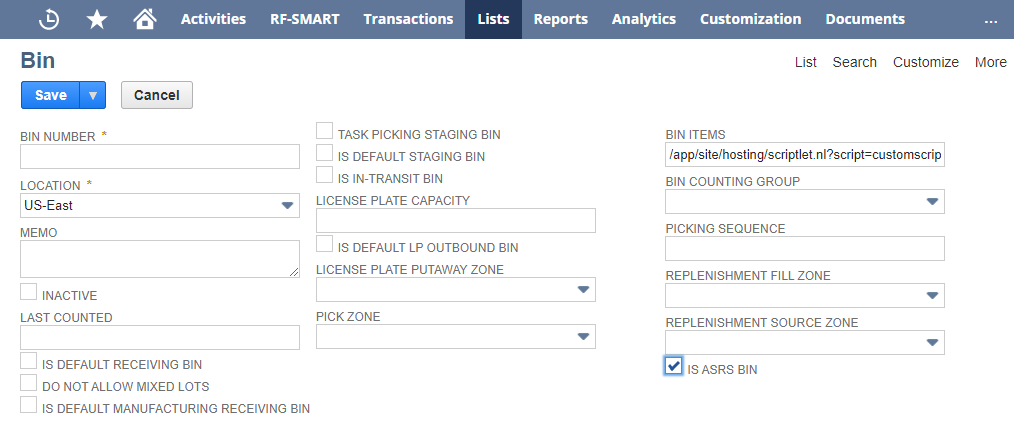 Activities RF-SMART Transactions Lists Reports Analytics Customization Documents ...
Bin
List Search Customize More
Save Cancel
BIN NUMBER *
LOCATION *
US-East
MEMO
INACTIVE
LAST COUNTED
IS DEFAULT RECEIVING BIN
DO NOT ALLOW MIXED LOTS
IS DEFAULT MANUFACTURING RECEIVING BIN
TASK PICKING STAGING BIN
IS DEFAULT STAGING BIN
IS IN-TRANSIT BIN
LICENSE PLATE CAPACITY
IS DEFAULT LP OUTBOUND BIN
LICENSE PLATE PUTAWAY ZONE
PICK ZONE
BIN ITEMS
/app/site/hosting/scriptlet.nl?script=customscrip
BIN COUNTING GROUP
PICKING SEQUENCE
REPLENISHMENT FILL ZONE
REPLENISHMENT SOURCE ZONE
IS ASRS BIN